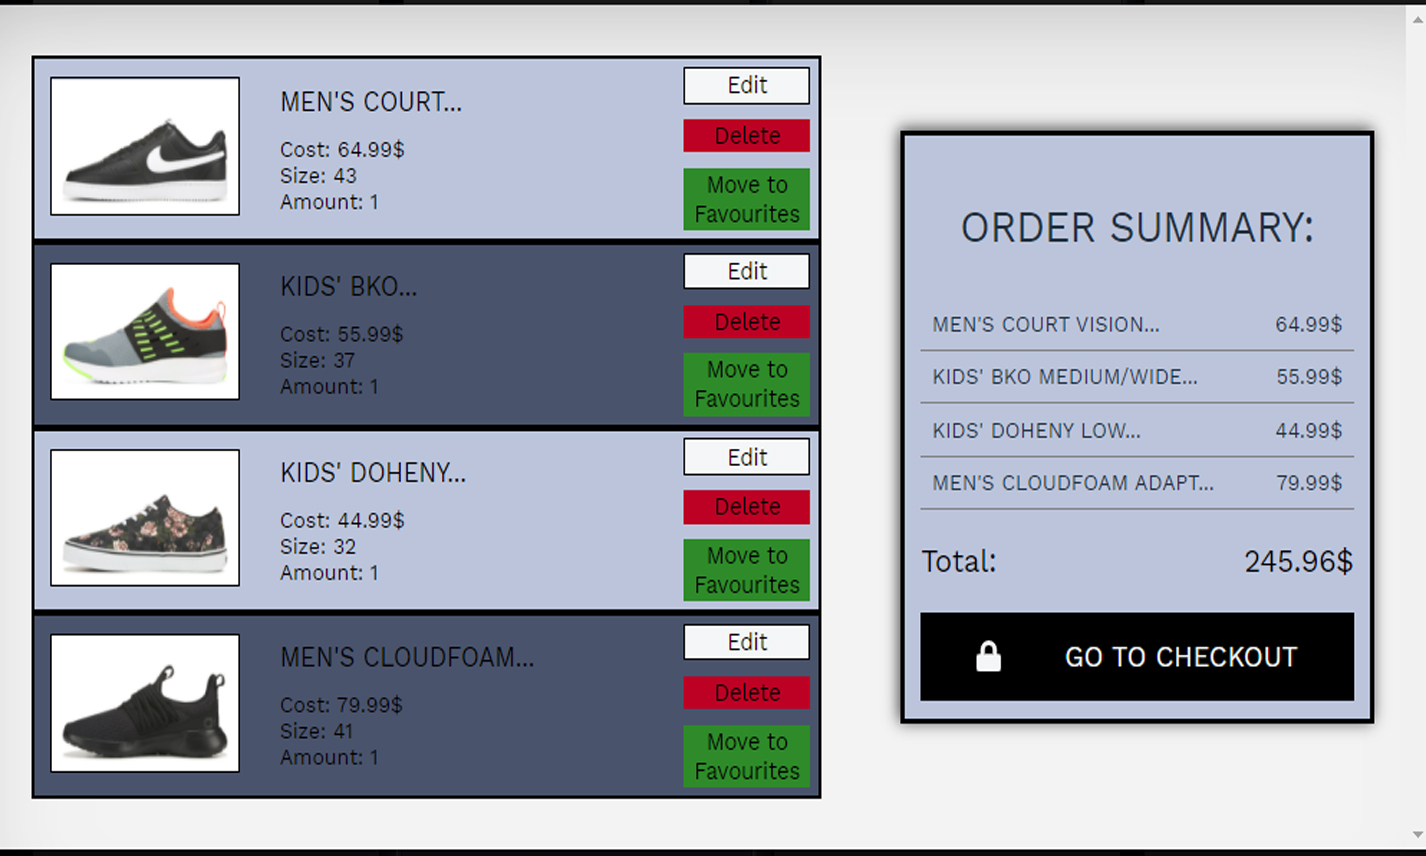 MEN'S COURT...
Cost: 64.99$
Size: 43
Amount: 1
Edit
Delete
Move to
Favourites
KIDS' BKO...
Cost: 55.99$
Size: 37
Amount: 1
Edit
Delete
Move to
Favourites
KIDS' DOHENY...
Cost: 44.99$
Size: 32
Amount: 1
Edit
Delete
Move to
Favourites
MEN'S CLOUDFOAM...
Cost: 79.99$
Size: 41
Amount: 1
Edit
Delete
Move to
Favourites
ORDER SUMMARY:
MEN'S COURT VISION... 64.99$
KIDS' BKO MEDIUM/WIDE... 55.99$
KIDS' DOHENY LOW... 44.99$
MEN'S CLOUDFOAM ADAPT... 79.99$
Total: 245.96$
GO TO CHECKOUT